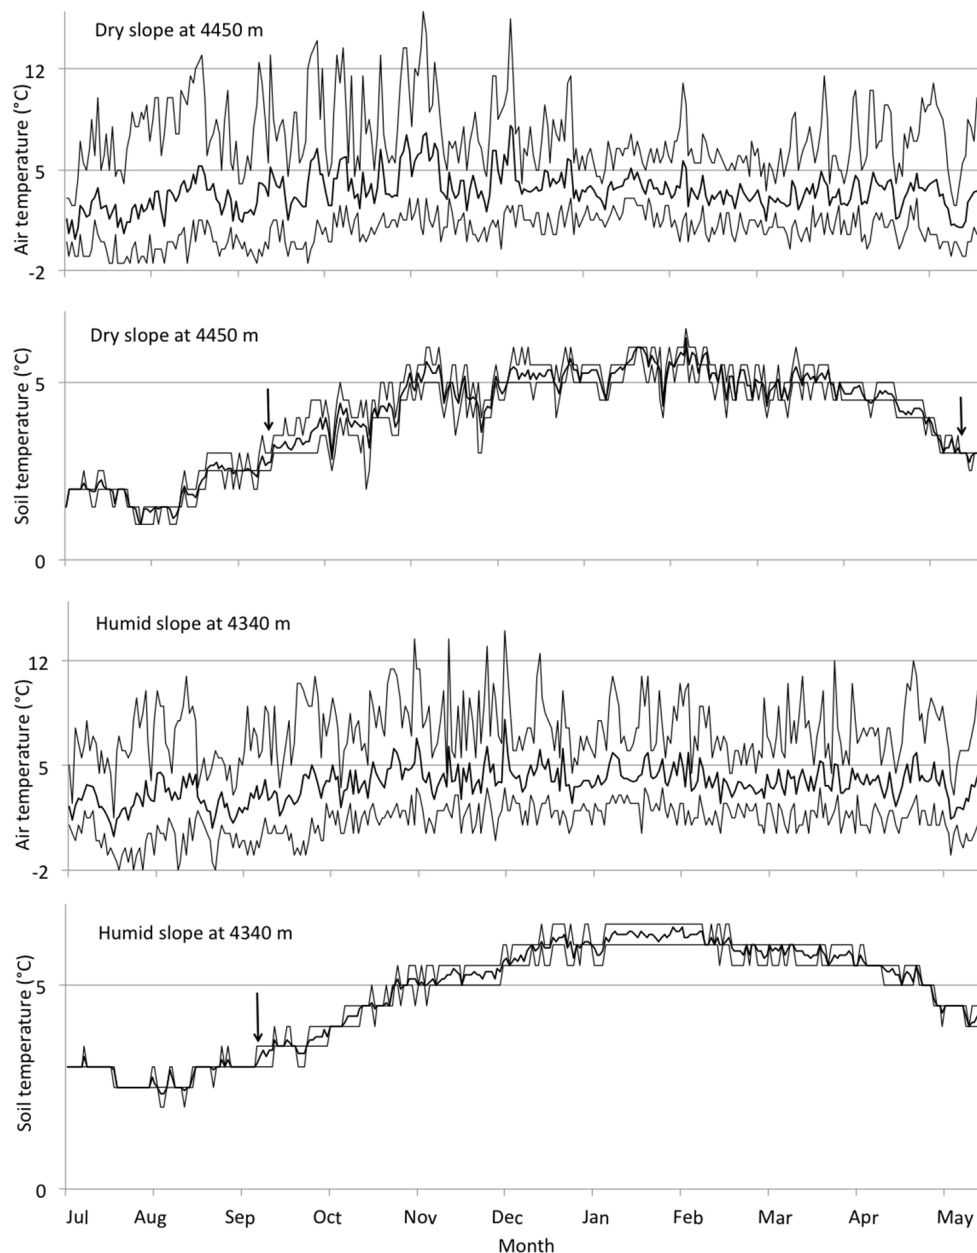 Dry slope at 4450 m
12
5
-2
Air temperature (°C)
Dry slope at 4450 m
5
0
Soil temperature (°C)
Humid slope at 4340 m
12
5
-2
Air temperature (°C)
Humid slope at 4340 m
5
0
Soil temperature (°C)
Jul Aug Sep Oct Nov Dec Jan Feb Mar Apr May
Month